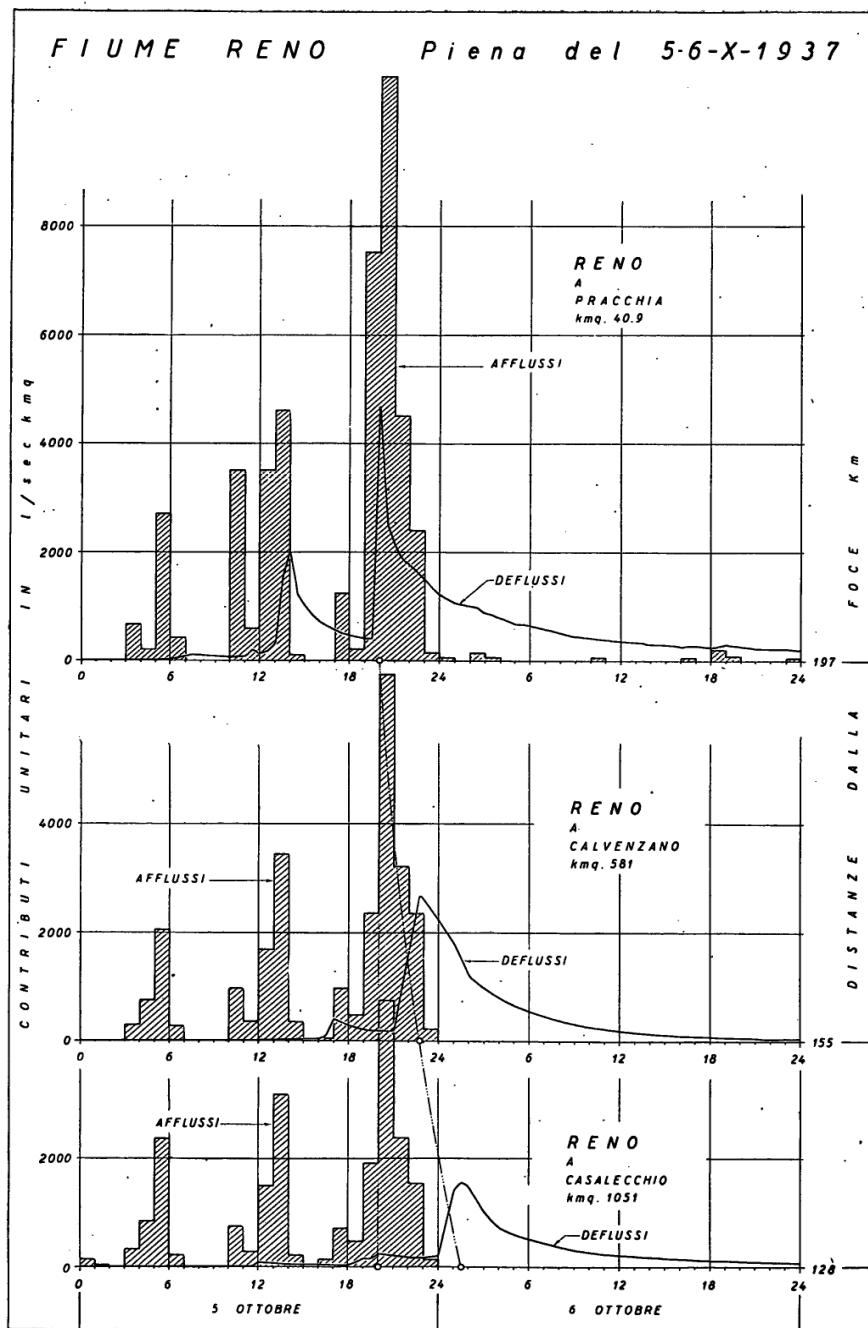 FIUME RENO Piena del 5-6-X-1937
CONTRIBUTI UNITARI IN l/sec kmq
8000
6000
4000
2000
0
RENO
A
PRACCHIA
kmq. 40.9
AFFLUSSI
DEFLUSSI
0 6 12 18 24 6 12 18 24
197
4000
2000
0
RENO
A
CALVENZANO
kmq. 581
AFFLUSSI
DEFLUSSI
0 6 12 18 24 6 12 18 24
155
2000
0
RENO
A
CASALECCHIO
kmq. 1051
AFFLUSSI
DEFLUSSI
0 6 12 18 24 6 12 18 24
128
5 OTTOBRE 6 OTTOBRE
DISTANZE DALLA FOCE Km